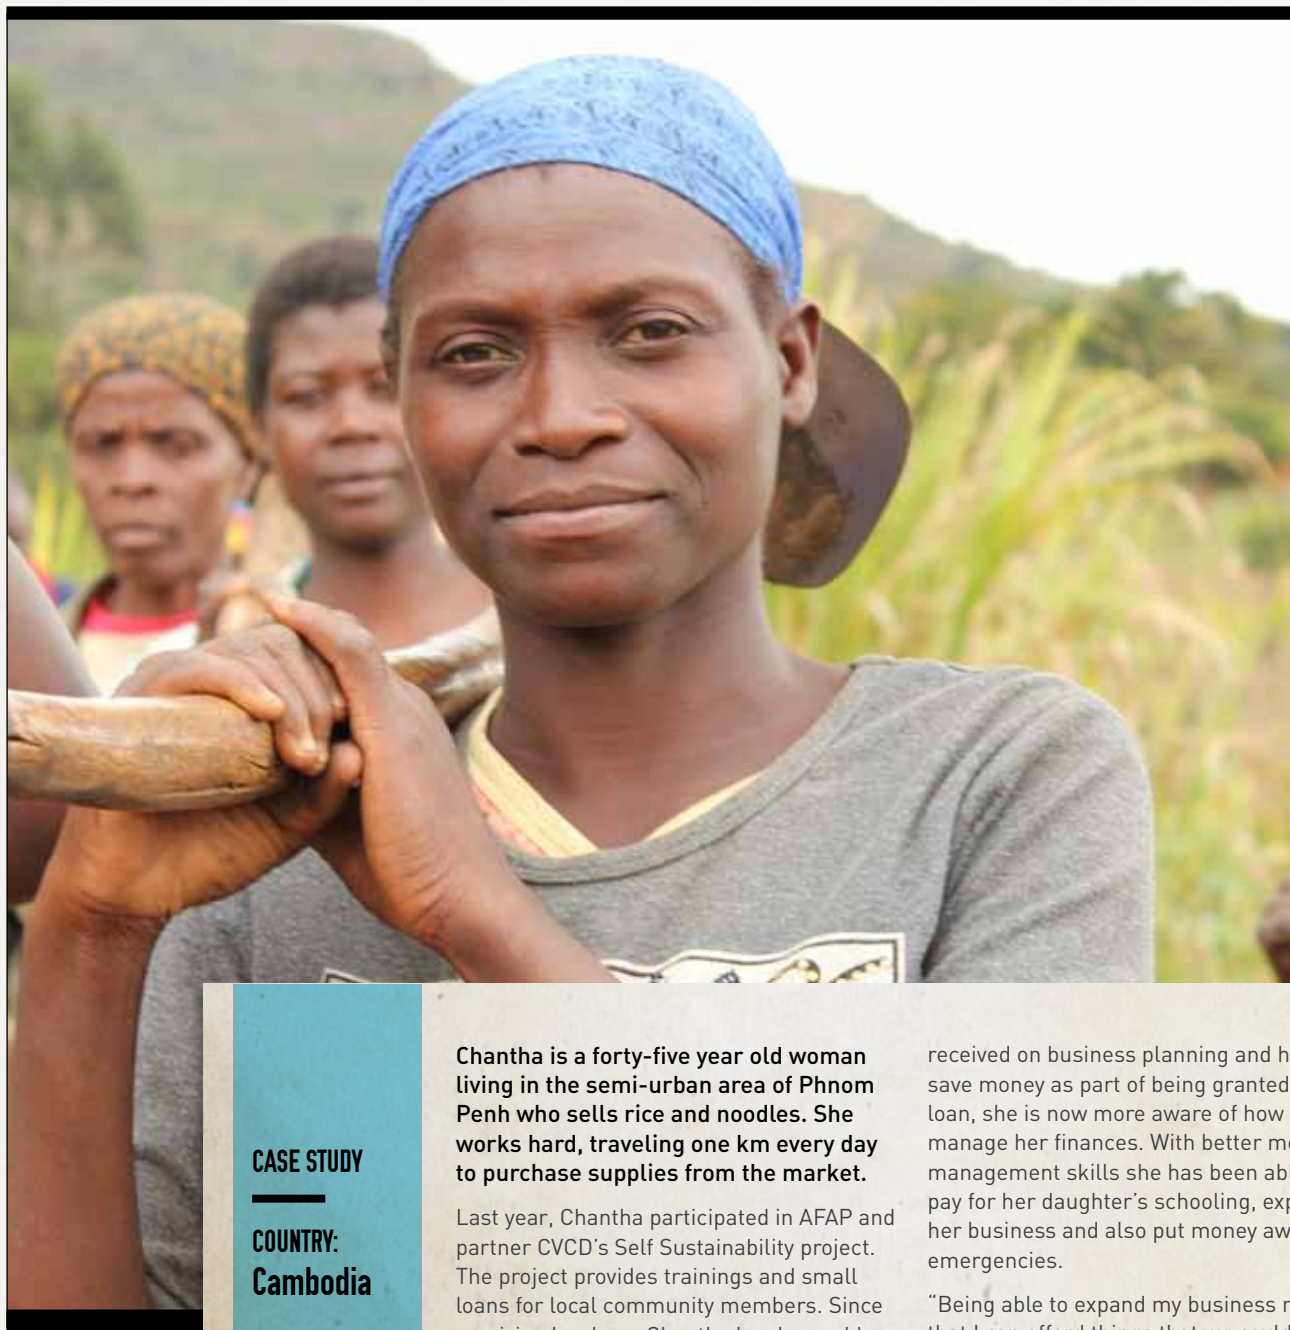 CASE STUDY
COUNTRY:
Cambodia
Chantha is a forty-five year old woman
living in the semi-urban area of Phnom
Penh who sells rice and noodles. She
works hard, traveling one km every day
to purchase supplies from the market.
Last year, Chantha participated in AFAP and
partner CVCD’s Self Sustainability project.
The project provides trainings and small
loans for local community members. Since
received on business planning and h
save money as part of being granted
loan, she is now more aware of how
manage her finances. With better mo
management skills she has been abl
pay for her daughter’s schooling, exp
her business and also put money aw
emergencies.
“Being able to expand my business m